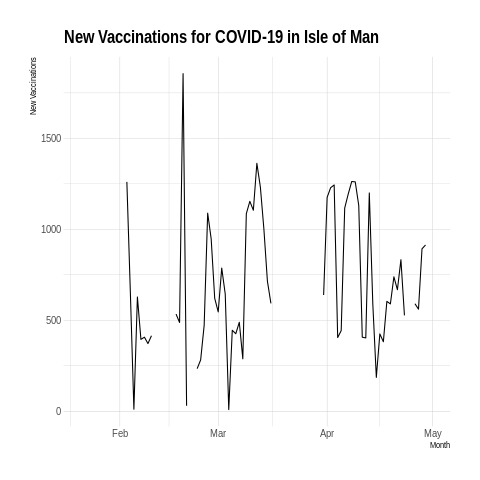 New Vaccinations for COVID-19 in Isle of Man
New Vaccinations
1500
1000
500
0
Feb Mar Apr May
Month